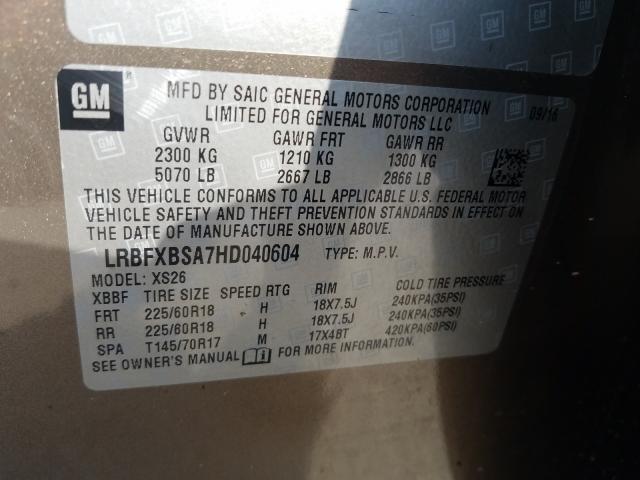 GM
MFD BY SAIC GENERAL MOTORS CORPORATION
LIMITED FOR GENERAL MOTORS LLC
09/16
GVWR GAWR FRT GAWR RR
2300 KG 1210 KG 1300 KG
5070 LB 2667 LB 2866 LB
THIS VEHICLE CONFORMS TO ALL APPLICABLE U.S. FEDERAL MOTOR
VEHICLE SAFETY AND THEFT PREVENTION STANDARDS IN EFFECT ON
THE DATE OF MANUFACTURE SHOWN ABOVE.
LRBFXBSA7HD040604 TYPE: M.P.V.
MODEL: XS26
XBBF TIRE SIZE SPEED RTG RIM COLD TIRE PRESSURE
FRT 225/60R18 H 18X7.5J 240KPA(35PSI)
RR 225/60R18 H 18X7.5J 240KPA(35PSI)
SPA T145/70R17 M 17X4BT 420KPA(60PSI)
SEE OWNER'S MANUAL FOR MORE INFORMATION.